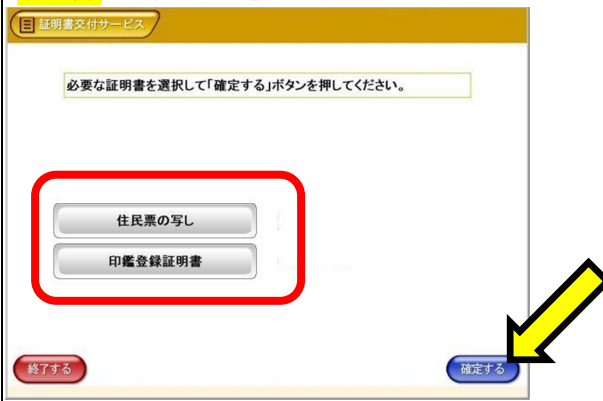 証明書交付サービス
必要な証明書を選択して「確定する」ボタンを押してください。
住民票の写し
印鑑登録証明書
終了する
確定する